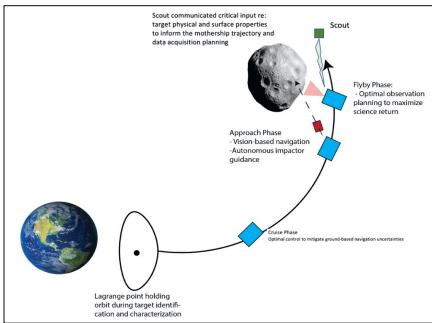 Scout communicated critical input re:
target physical and surface properties
to inform the mothership trajectory and
data acquisition planning
Scout
Flyby Phase:
- Optimal observation
planning to maximize
science return
Approach Phase
- Vision-based navigation
-Autonomous impactor
guidance
Cruise Phase
Optimal control to mitigate ground-based navigation uncertainties
Lagrange point holding
orbit during target identifi-
cation and characterization